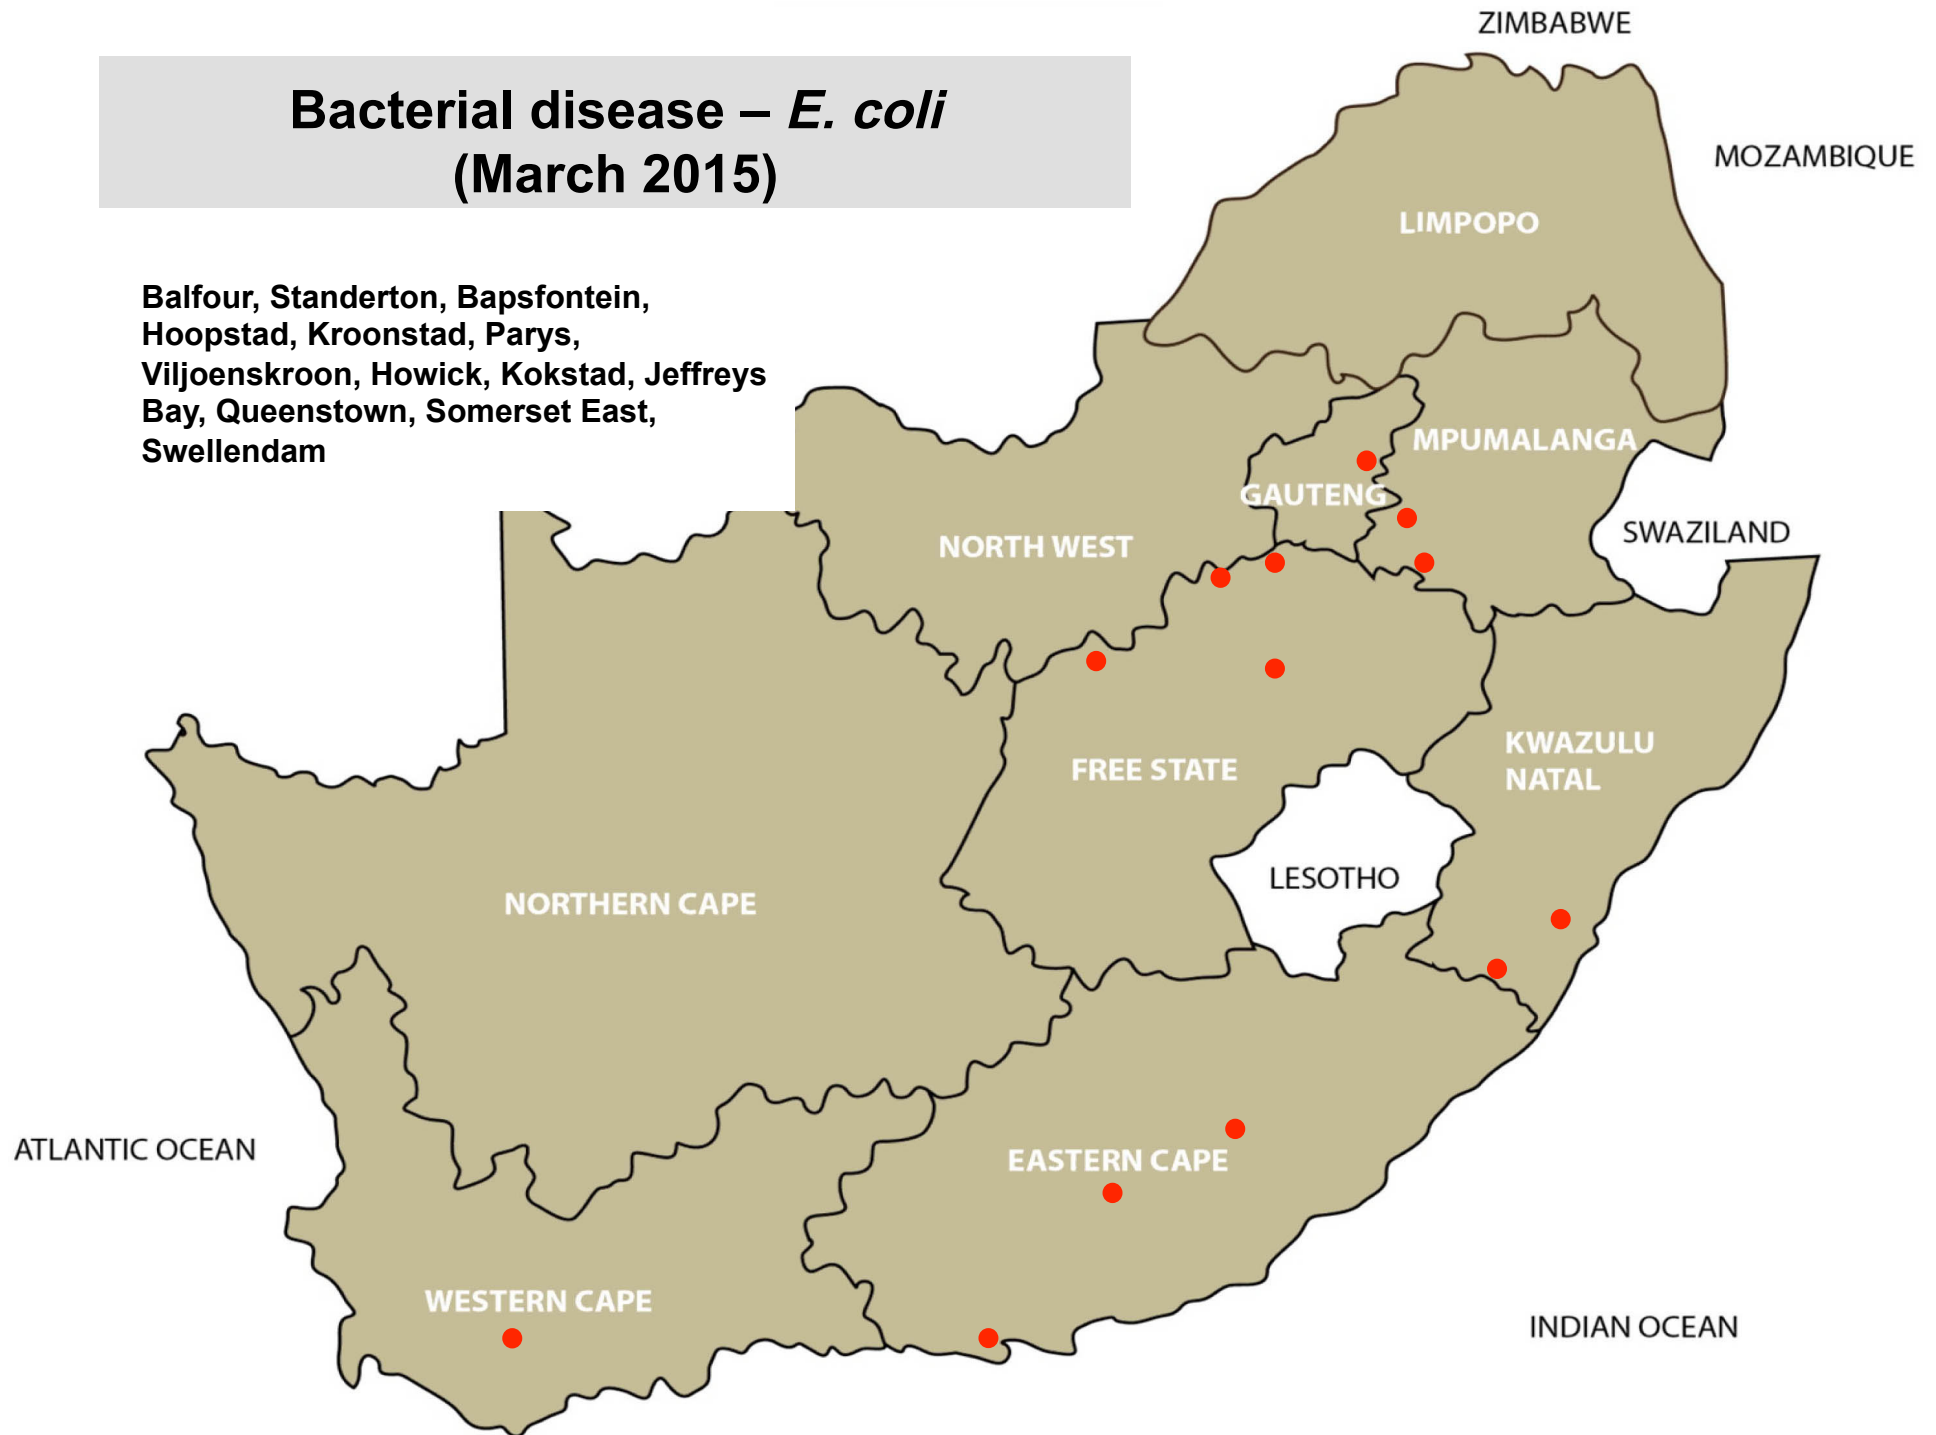 Bacterial disease – E. coli
(March 2015)
Balfour, Standerton, Bapsfontein,
Hoopstad, Kroonstad, Parys,
Viljoenskroon, Howick, Kokstad, Jeffreys
Bay, Queenstown, Somerset East,
Swellendam
ZIMBABWE
MOZAMBIQUE
LIMPOPO
MPUMALANGA
GAUTENG
SWAZILAND
NORTH WEST
KWAZULU
NATAL
FREE STATE
LESOTHO
NORTHERN CAPE
ATLANTIC OCEAN
EASTERN CAPE
WESTERN CAPE
INDIAN OCEAN